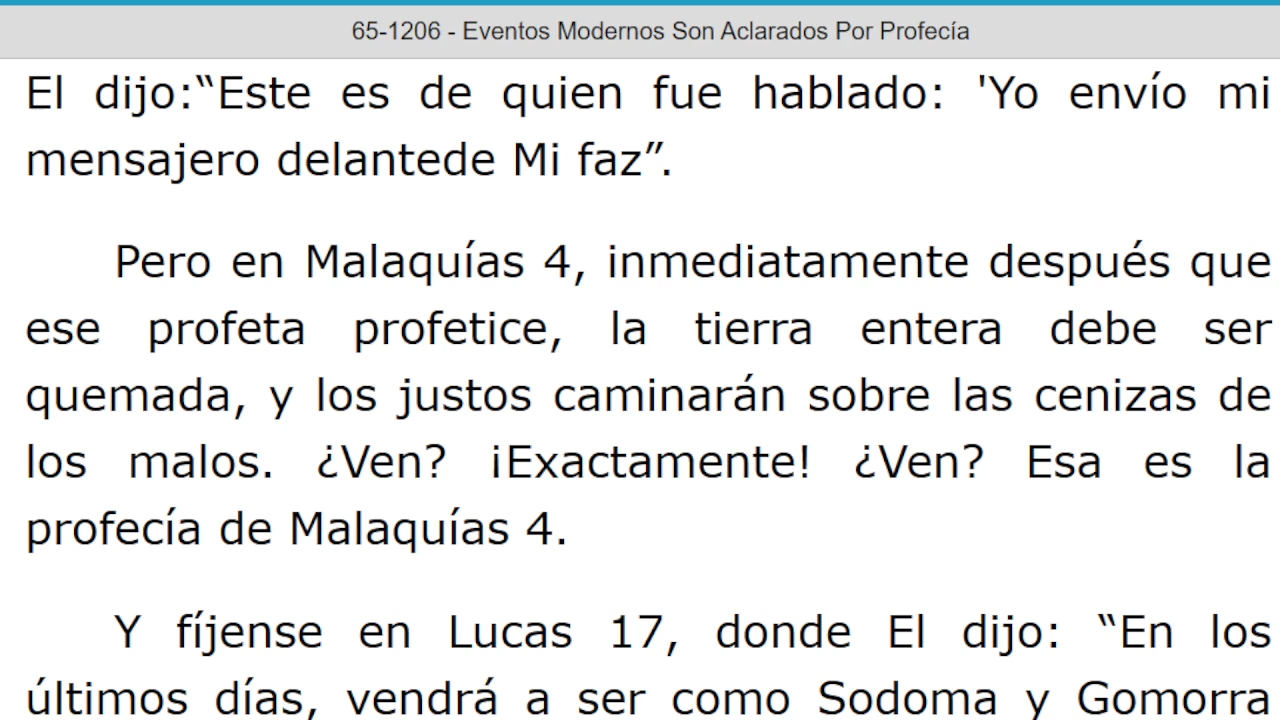 65-1206 - Eventos Modernos Son Aclarados Por Profecía
El dijo:“Este es de quien fue hablado: 'Yo envío mi
mensajero delantede Mi faz”.
Pero en Malaquías 4, inmediatamente después que
ese profeta profetice, la tierra entera debe ser
quemada, y los justos caminarán sobre las cenizas de
los malos. ¿Ven? ¡Exactamente! ¿Ven? Esa es la
profecía de Malaquías 4.
Y fíjense en Lucas 17, donde El dijo: “En los
últimos días, vendrá a ser como Sodoma y Gomorra